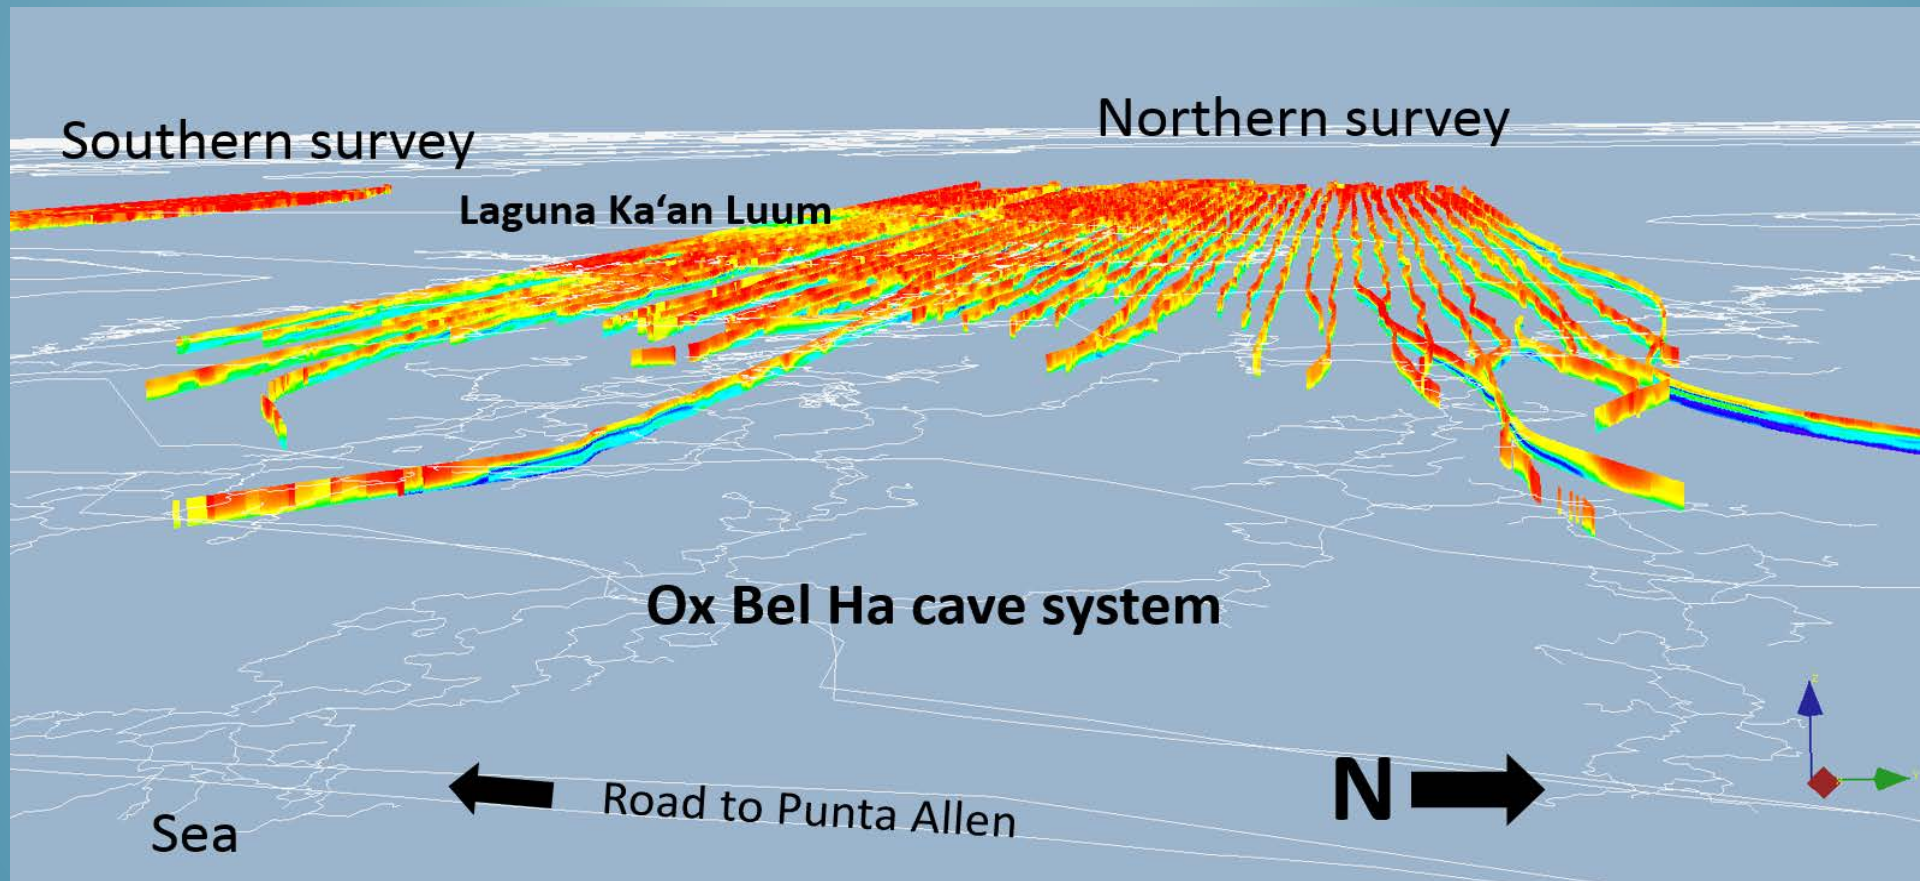 Southern survey
Northern survey
Laguna Ka‘an Luum
Ox Bel Ha cave system
z
N
Road to Punta Allen
Sea